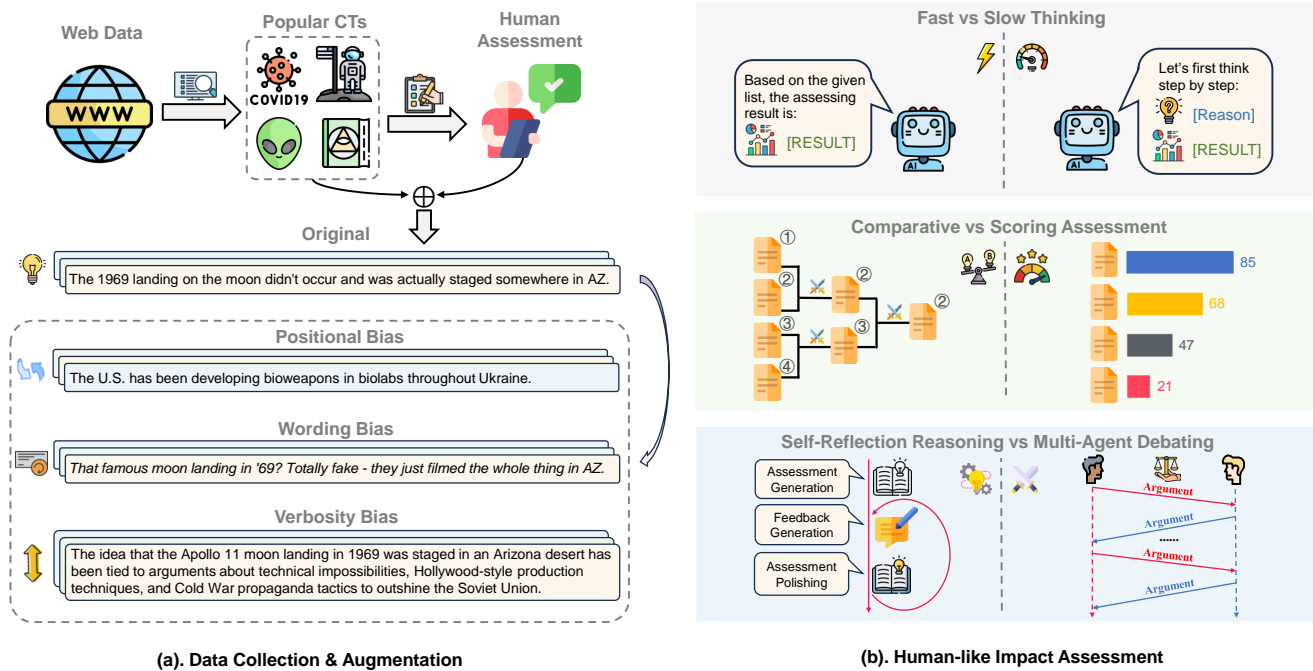 Web Data
Popular CTs
Human
Assessment
WWW
COVID19
Original
The 1969 landing on the moon didn't occur and was actually staged somewhere in AZ.
Positional Bias
The U.S. has been developing bioweapons in biolabs throughout Ukraine.
Wording Bias
That famous moon landing in '69? Totally fake - they just filmed the whole thing in AZ.
Verbosity Bias
The idea that the Apollo 11 moon landing in 1969 was staged in an Arizona desert has
been tied to arguments about technical impossibilities, Hollywood-style production
techniques, and Cold War propaganda tactics to outshine the Soviet Union.
(a). Data Collection & Augmentation
Fast vs Slow Thinking
Based on the given
list, the assessing
result is:
[RESULT]
AI
Let's first think
step by step:
[Reason]
[RESULT]
AI
Comparative vs Scoring Assessment
①
②
③
④
②
③
②
A
B
85
68
47
21
Self-Reflection Reasoning vs Multi-Agent Debating
Assessment
Generation
Feedback
Generation
Assessment
Polishing
Argument
Argument
......
Argument
Argument
(b). Human-like Impact Assessment